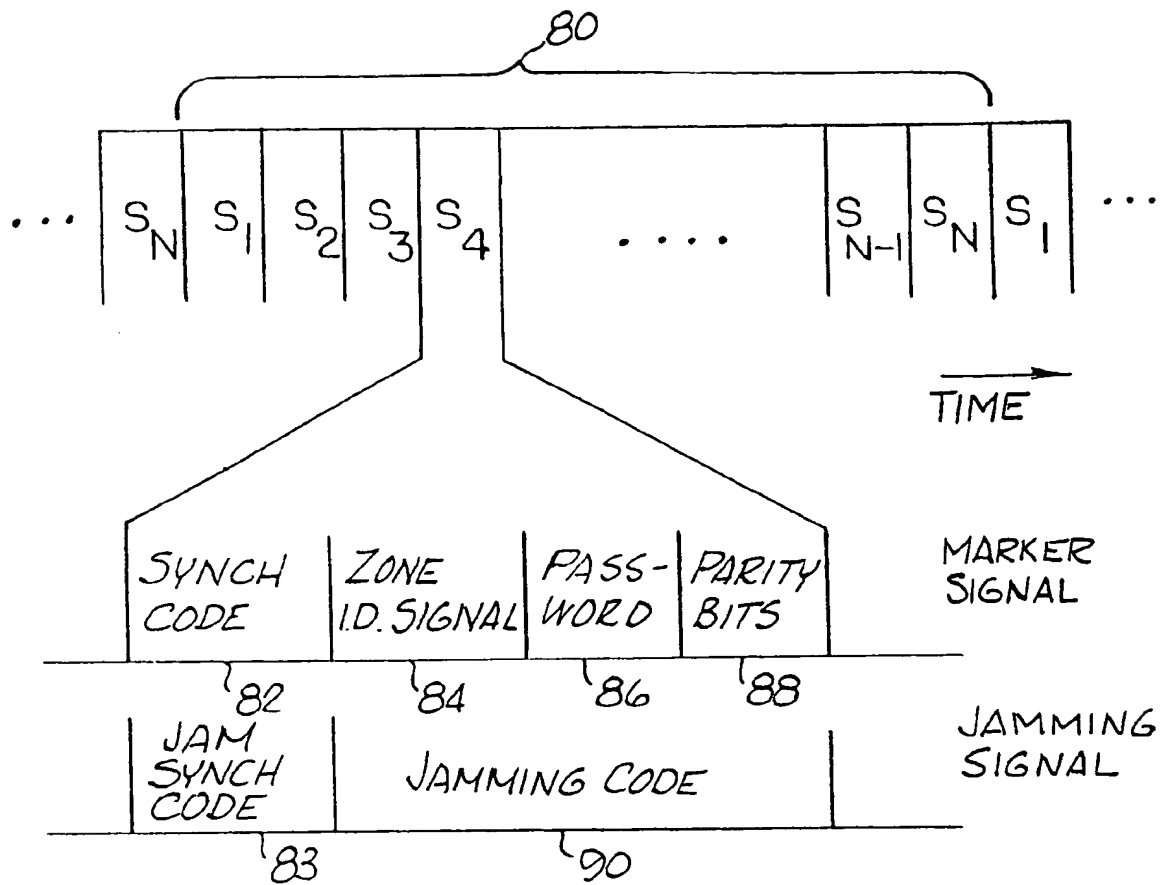 80
... S_N S_1 S_2 S_3 S_4 .... S_N-1 S_N S_1 ...
TIME
SYNCH CODE
ZONE I.D. SIGNAL
PASS-WORD
PARITY BITS
MARKER SIGNAL
82 84 86 88
JAM SYNCH CODE
JAMMING CODE
JAMMING SIGNAL
83 90